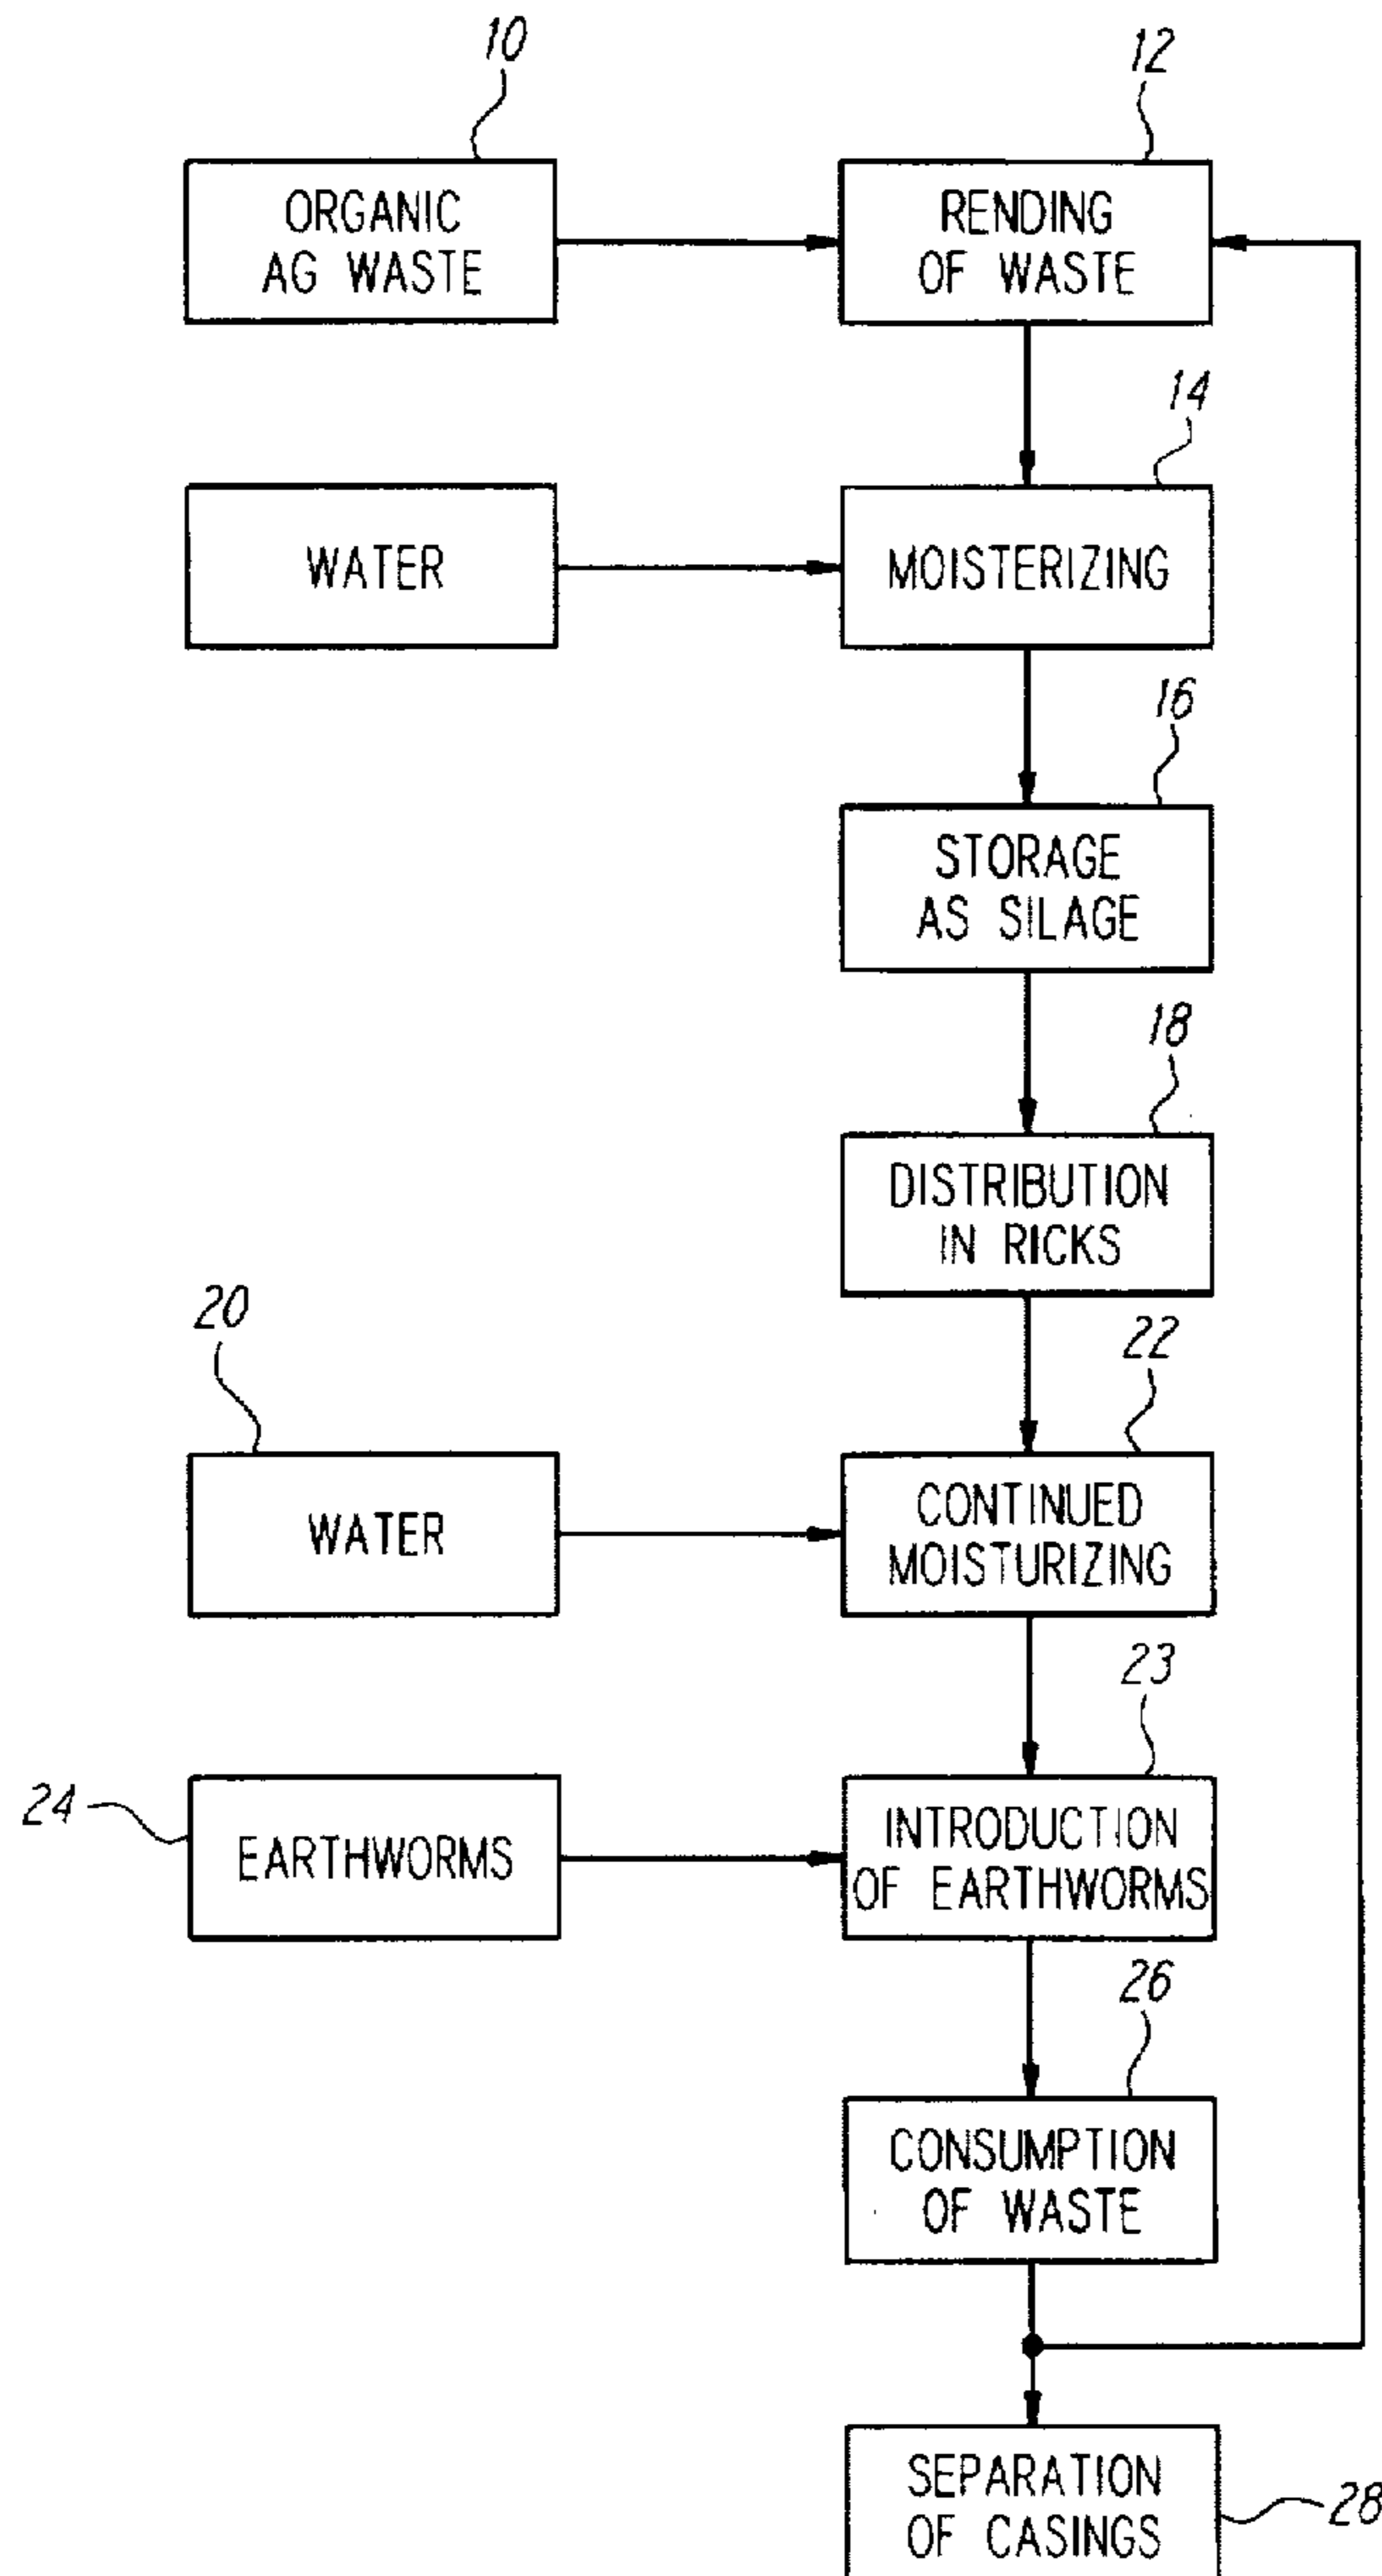 10
12
ORGANIC
AG WASTE
RENDING
OF WASTE
14
WATER
MOISTERIZING
16
STORAGE
AS SILAGE
18
DISTRIBUTION
IN RICKS
20
22
WATER
CONTINUED
MOISTURIZING
23
24
EARTHWORMS
INTRODUCTION
OF EARTHWORMS
26
CONSUMPTION
OF WASTE
SEPARATION
OF CASINGS
28